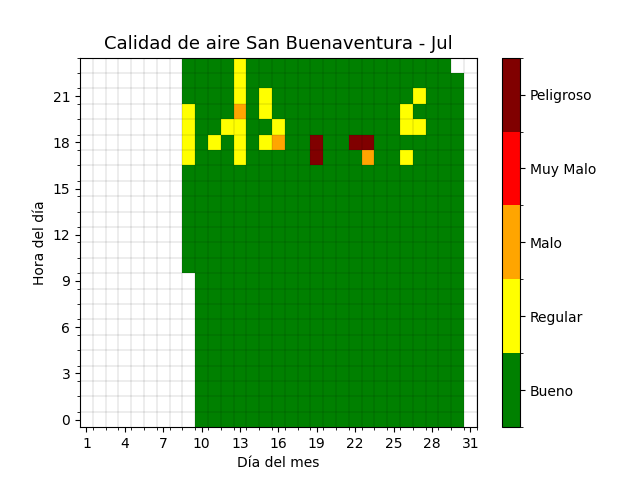 Calidad de aire San Buenaventura - Jul
Hora del día
21
18
15
12
9
6
3
0
1 4 7 10 13 16 19 22 25 28 31
Día del mes
Peligroso
Muy Malo
Malo
Regular
Bueno